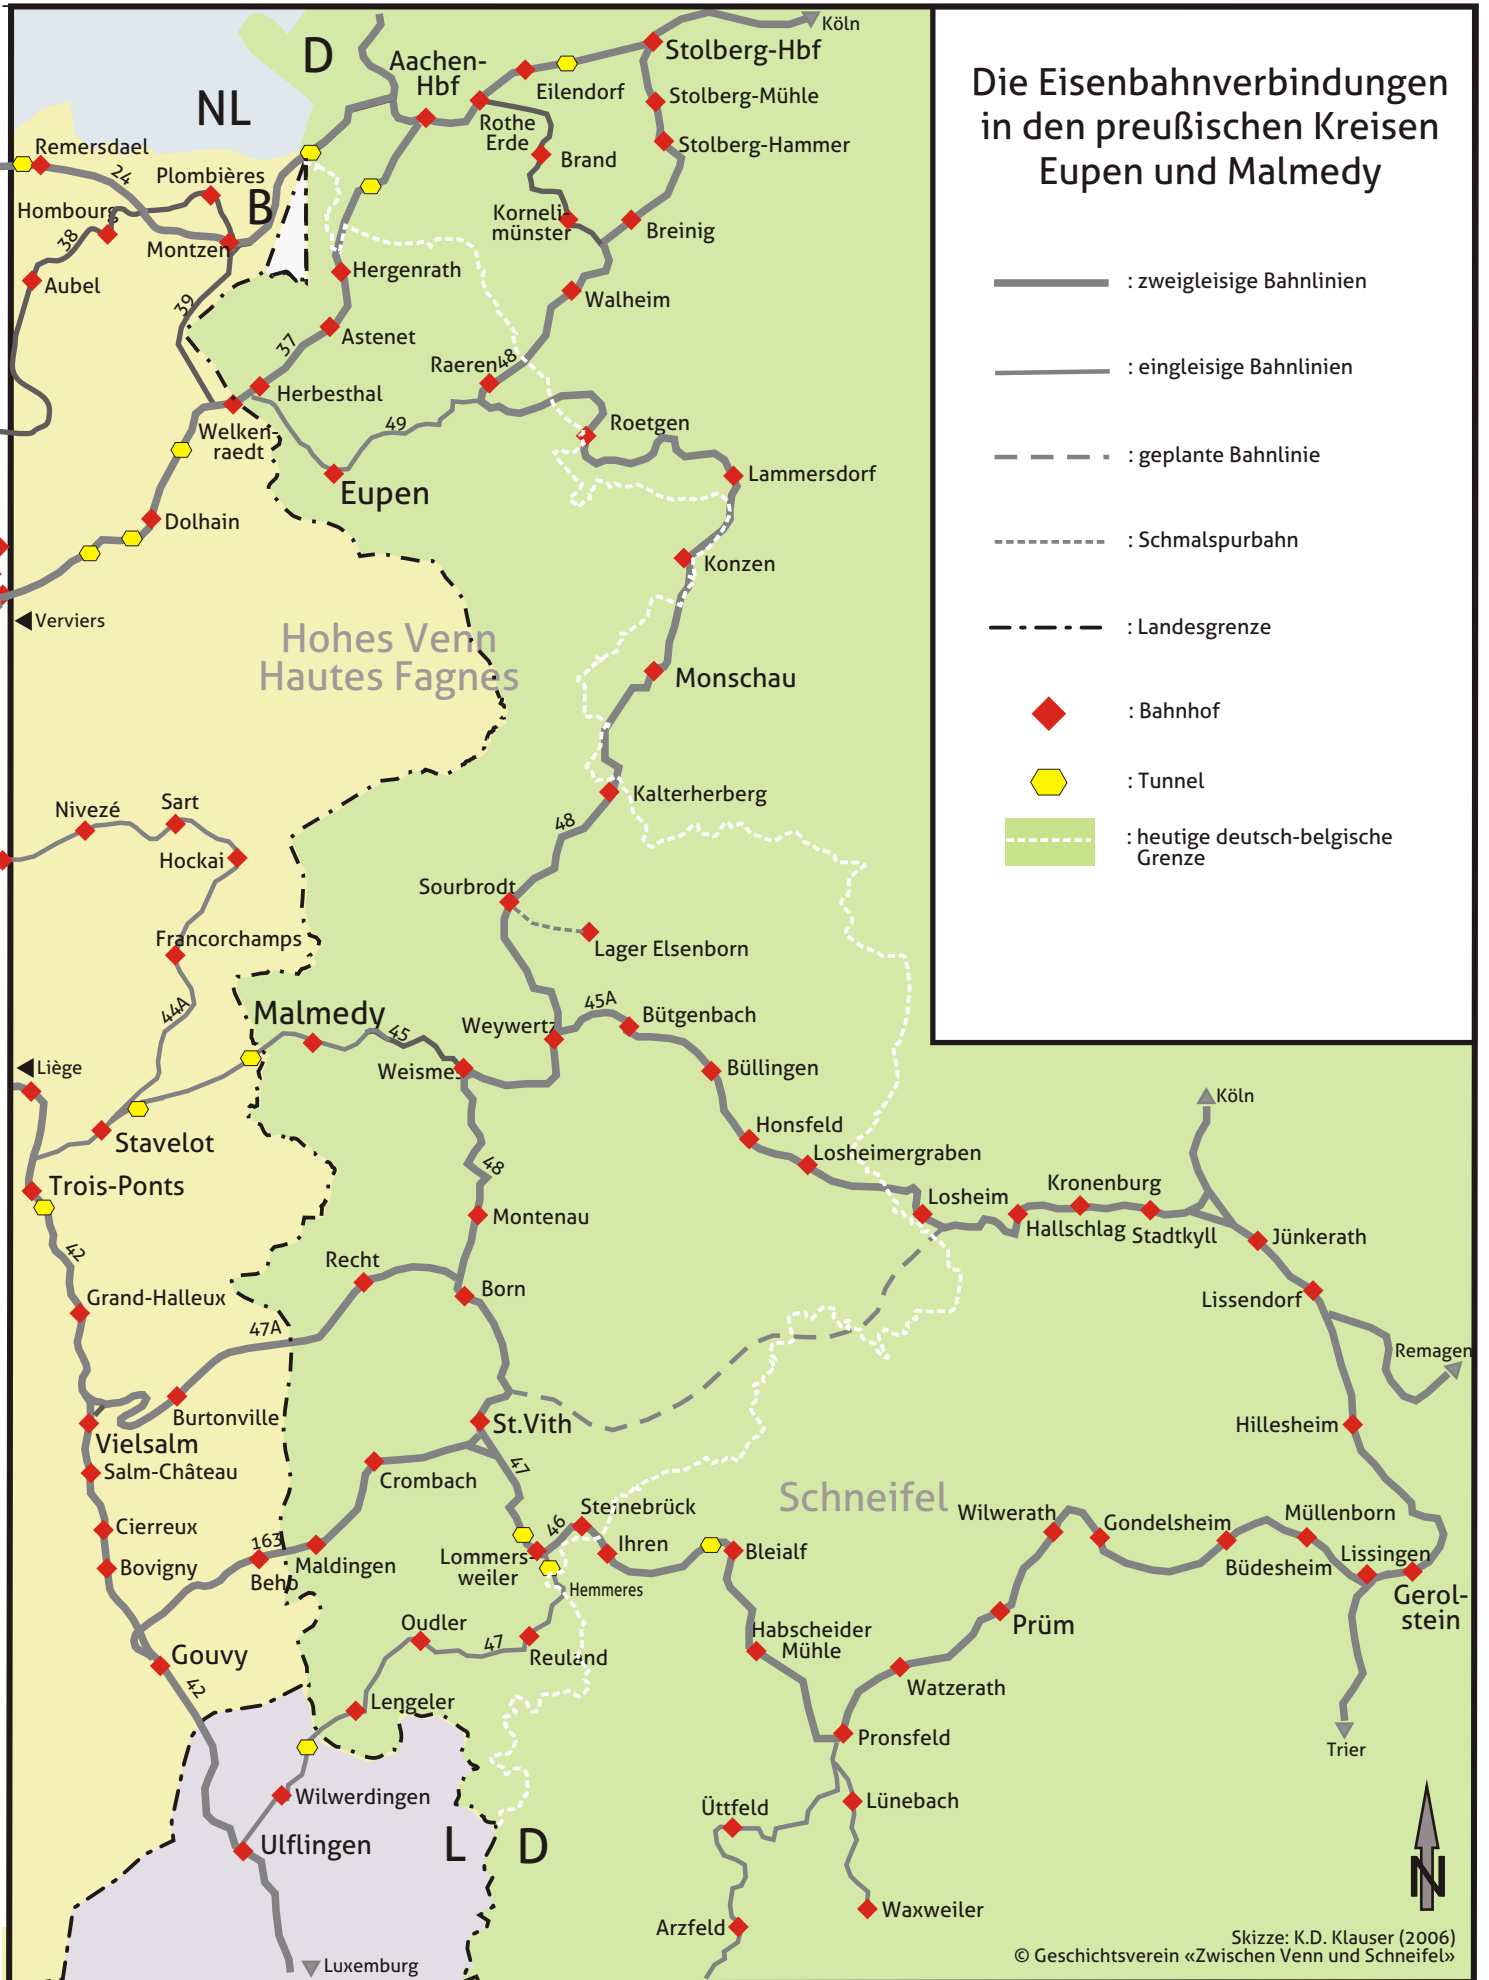 Die Eisenbahnverbindungen
in den preußischen Kreisen
Eupen und Malmedy
: zweigleisige Bahnlinien
: eingleisige Bahnlinien
: geplante Bahnlinie
: Schmalspurbahn
: Landesgrenze
: Bahnhof
: Tunnel
: heutige deutsch-belgische
Grenze
Köln
D
Aachen-
Hbf
Stolberg-Hbf
Eilendorf
Stolberg-Mühle
NL
Rothe
Erde
Stolberg-Hammer
Remersdael
24
Brand
Plombières
B
Hombourg
38
Korneli-
münster
Breinig
Montzen
Hergenrath
Aubel
Walheim
39
37
Astenet
Raeren
48
Herbesthal
49
Roetgen
Welken-
raedt
Lammersdorf
Eupen
Dolhain
Konzen
Verviers
Hohes Venn
Hautes Fagnes
Monschau
Kalterherberg
Nivezé
Sart
48
Hockai
Sourbrodt
Francorchamps
Lager Elsenborn
44A
Malmedy
45
45A
Weywertz
Bütgenbach
Liège
Weismes
Büllingen
Köln
Stavelot
Honsfeld
Losheimergraben
48
Trois-Ponts
Losheim
Kronenburg
Montenau
Hallschlag
Stadtkyll
Jünkerath
42
Recht
Born
Grand-Halleux
Lissendorf
47A
Remagen
Burtonville
St.Vith
Hillesheim
Vielsalm
Salm-Château
Crombach
47
Schneifel
Steinebrück
Wilwerath
Müllenborn
Cierreux
46
Gondelsheim
163
Ihren
Lommers-
weiler
Bleialf
Lissingen
Bovigny
Behó
Maldingen
Büdesheim
Hemmeres
Gerol-
stein
Oudler
Habscheider
Mühle
Prüm
47
Gouvy
Reuland
42
Watzerath
Lengeler
Pronsfeld
Trier
Wilwerdingen
Üttfeld
Lünebach
Ulflingen
L
D
N
Waxweiler
Arzfeld
Luxemburg
Skizze: K.D. Klauser (2006)
© Geschichtsverein «Zwischen Venn und Schneifel»